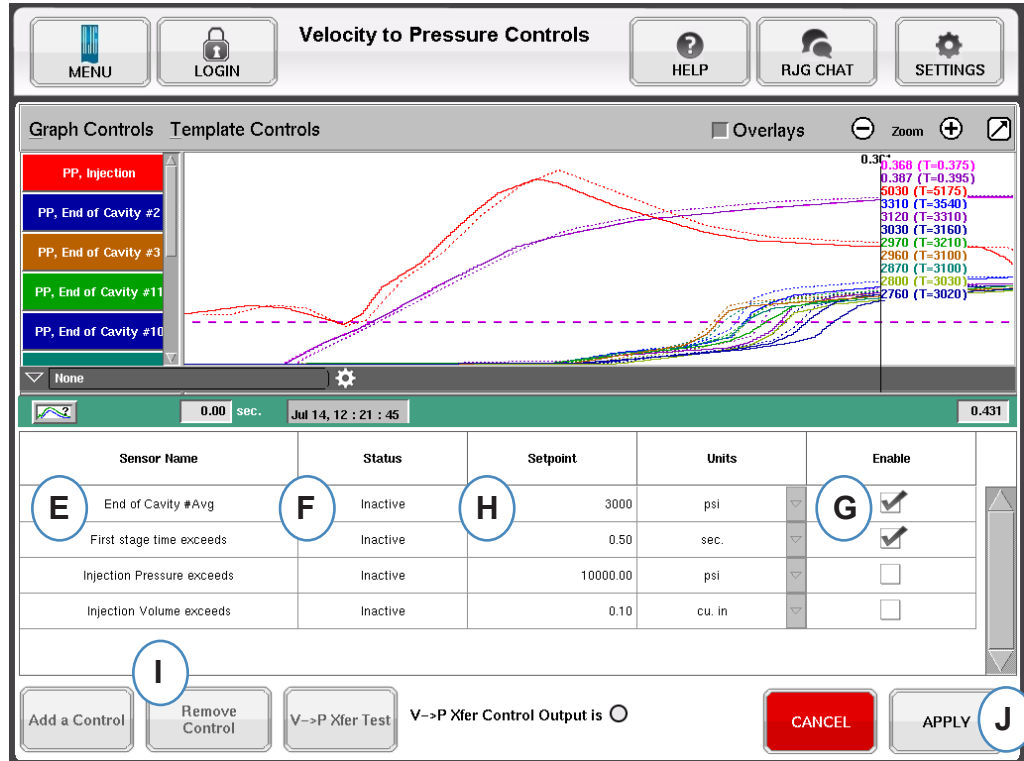 Velocity to Pressure Controls
MENU
LOGIN
HELP
RJG CHAT
SETTINGS
Graph Controls Template Controls
Overlays
Zoom
PP, Injection
PP, End of Cavity #2
PP, End of Cavity #3
PP, End of Cavity #11
PP, End of Cavity #10
0.368 (T=0.375)
0.387 (T=0.395)
5030 (T=5175)
3310 (T=3540)
3120 (T=3310)
3030 (T=3160)
2970 (T=3210)
2960 (T=3100)
2870 (T=3100)
2800 (T=3030)
2760 (T=3020)
None
0.00 sec. Jul 14, 12 : 21 : 45 0.431
Sensor Name Status Setpoint Units Enable
E End of Cavity #Avg F Inactive H 3000 psi G
First stage time exceeds Inactive 0.50 sec.
Injection Pressure exceeds Inactive 10000.00 psi
Injection Volume exceeds Inactive 0.10 cu. in
I
Add a Control
Remove
Control
V->P Xfer Test
V->P Xfer Control Output is
CANCEL
APPLY
J